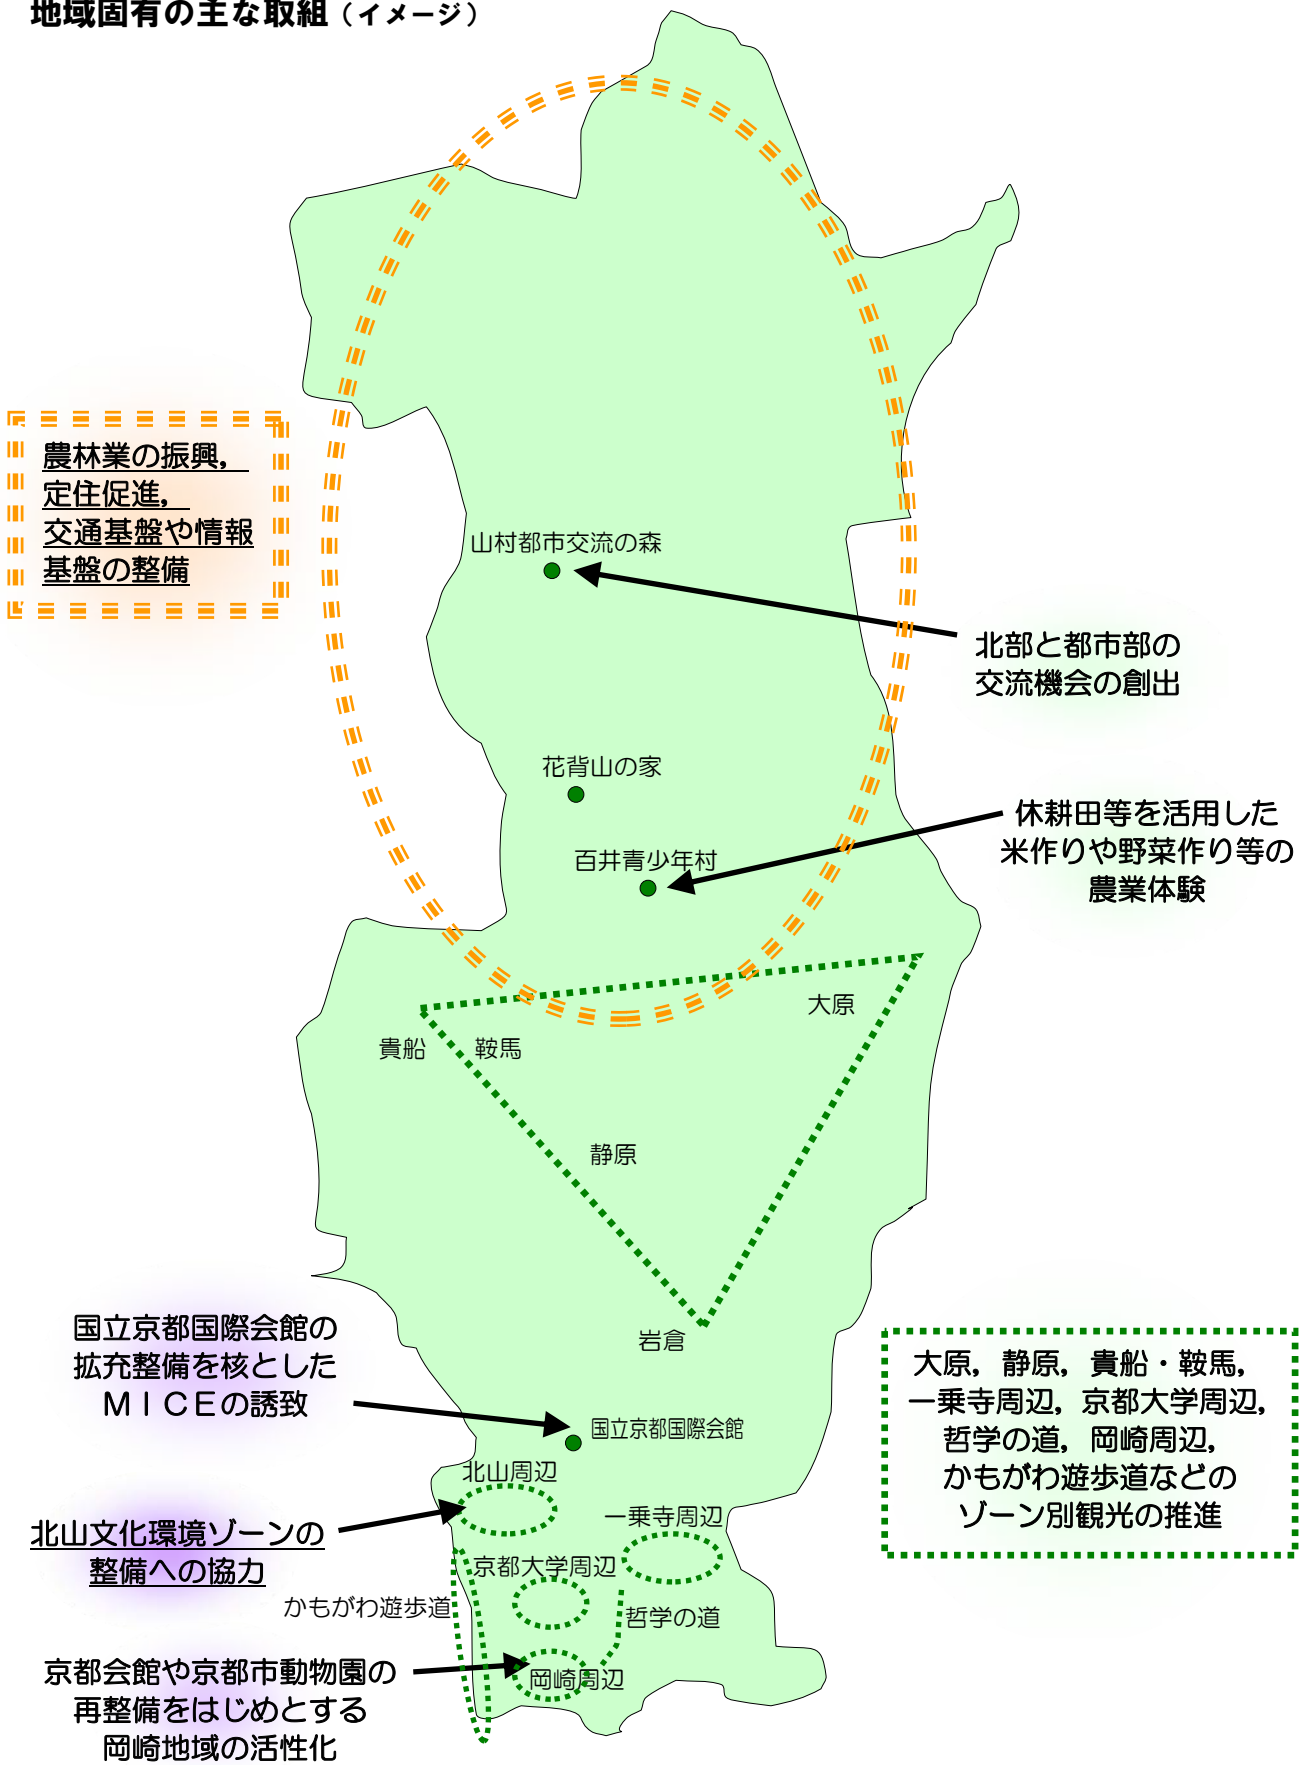 地域固有の主な取組（イメージ）
農林業の振興，
定住促進，
交通基盤や情報
基盤の整備
山村都市交流の森
北部と都市部の
交流機会の創出
花背山の家
百井青少年村
休耕田等を活用した
米作りや野菜作り等の
農業体験
大原
貴船
鞍馬
静原
岩倉
国立京都国際会館の
拡充整備を核とした
ＭＩＣＥの誘致
国立京都国際会館
大原，静原，貴船・鞍馬，
一乗寺周辺，京都大学周辺，
哲学の道，岡崎周辺，
かもがわ遊歩道などの
ゾーン別観光の推進
北山周辺
北山文化環境ゾーンの
整備への協力
一乗寺周辺
京都大学周辺
かもがわ遊歩道
哲学の道
京都会館や京都市動物園の
再整備をはじめとする
岡崎地域の活性化
岡崎周辺